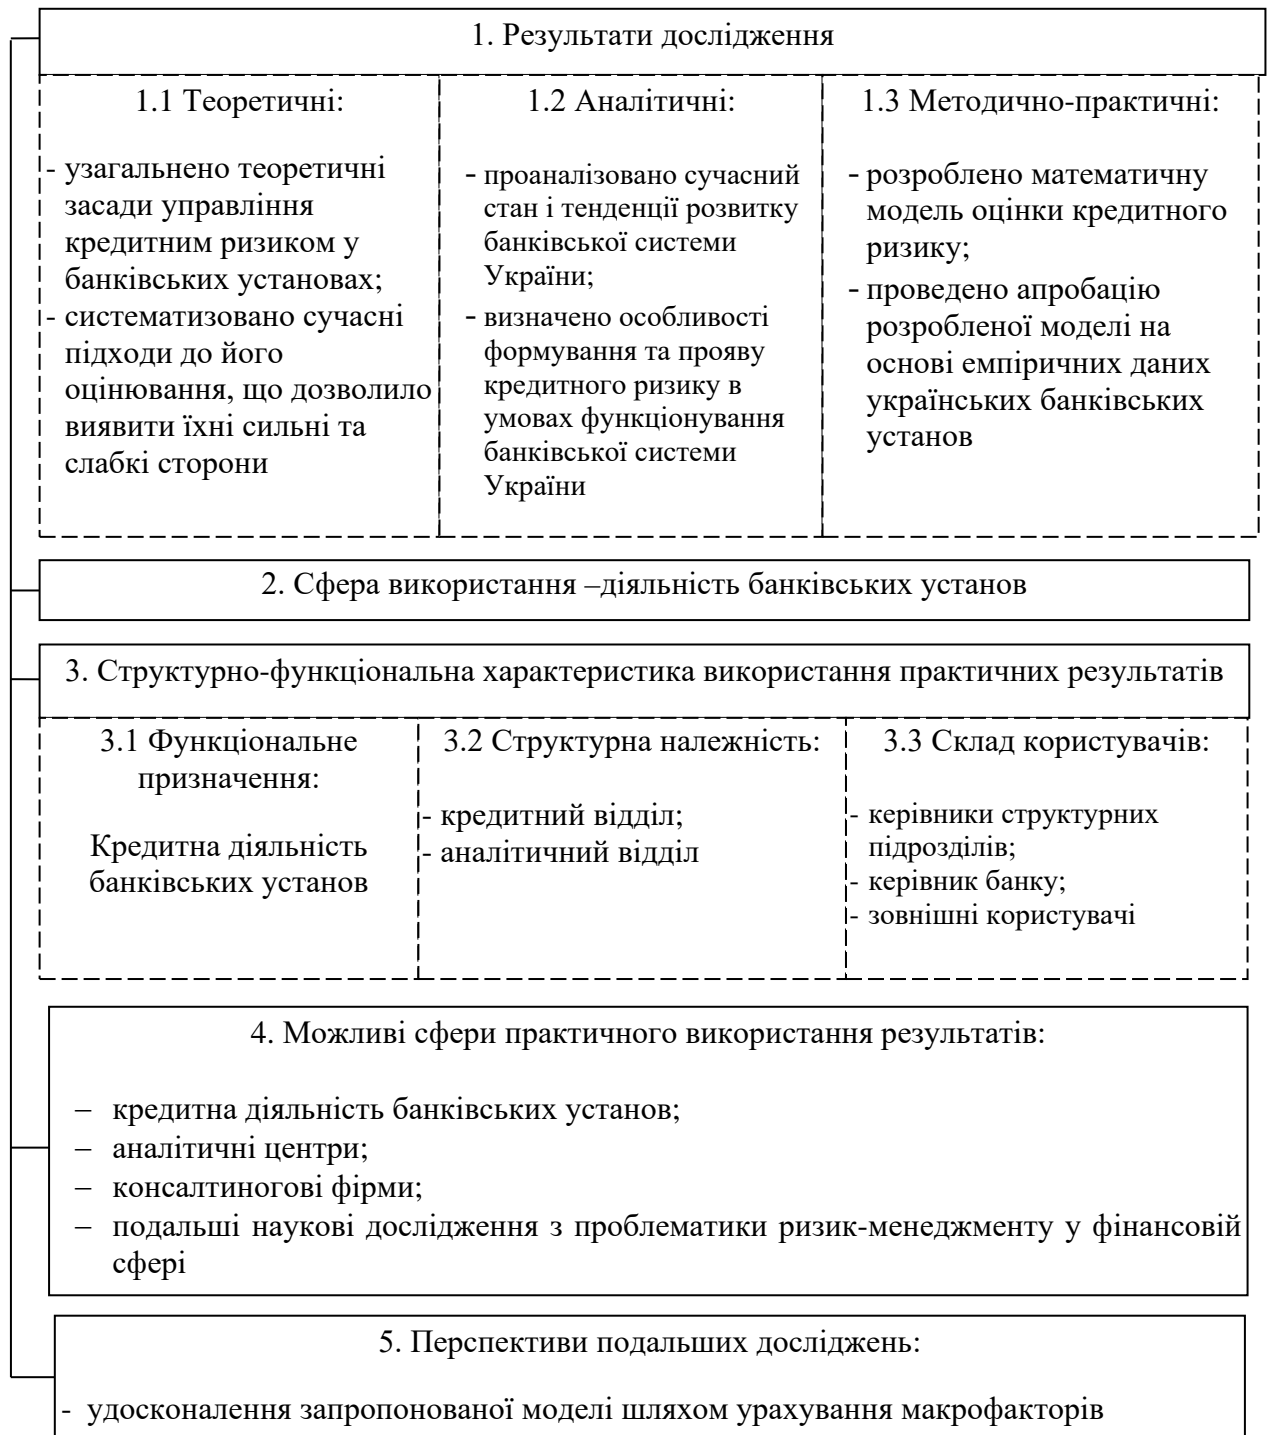 1. Результати дослідження
1.1 Теоретичні:
- узагальнено теоретичні
засади управління
кредитним ризиком у
банківських установах;
- систематизовано сучасні
підходи до його
оцінювання, що дозволило
виявити їхні сильні та
слабкі сторони
1.2 Аналітичні:
- проаналізовано сучасний
стан і тенденції розвитку
банківської системи
України;
- визначено особливості
формування та прояву
кредитного ризику в
умовах функціонування
банківської системи
України
1.3 Методично-практичні:
- розроблено математичну
модель оцінки кредитного
ризику;
- проведено апробацію
розробленої моделі на
основі емпіричних даних
українських банківських
установ
2. Сфера використання –діяльність банківських установ
3. Структурно-функціональна характеристика використання практичних результатів
3.1 Функціональне
призначення:
Кредитна діяльність
банківських установ
3.2 Структурна належність:
- кредитний відділ;
- аналітичний відділ
3.3 Склад користувачів:
- керівники структурних
підрозділів;
- керівник банку;
- зовнішні користувачі
4. Можливі сфери практичного використання результатів:
– кредитна діяльність банківських установ;
– аналітичні центри;
– консалтиногові фірми;
– подальші наукові дослідження з проблематики ризик-менеджменту у фінансовій
сфері
5. Перспективи подальших досліджень:
- удосконалення запропонованої моделі шляхом урахування макрофакторів